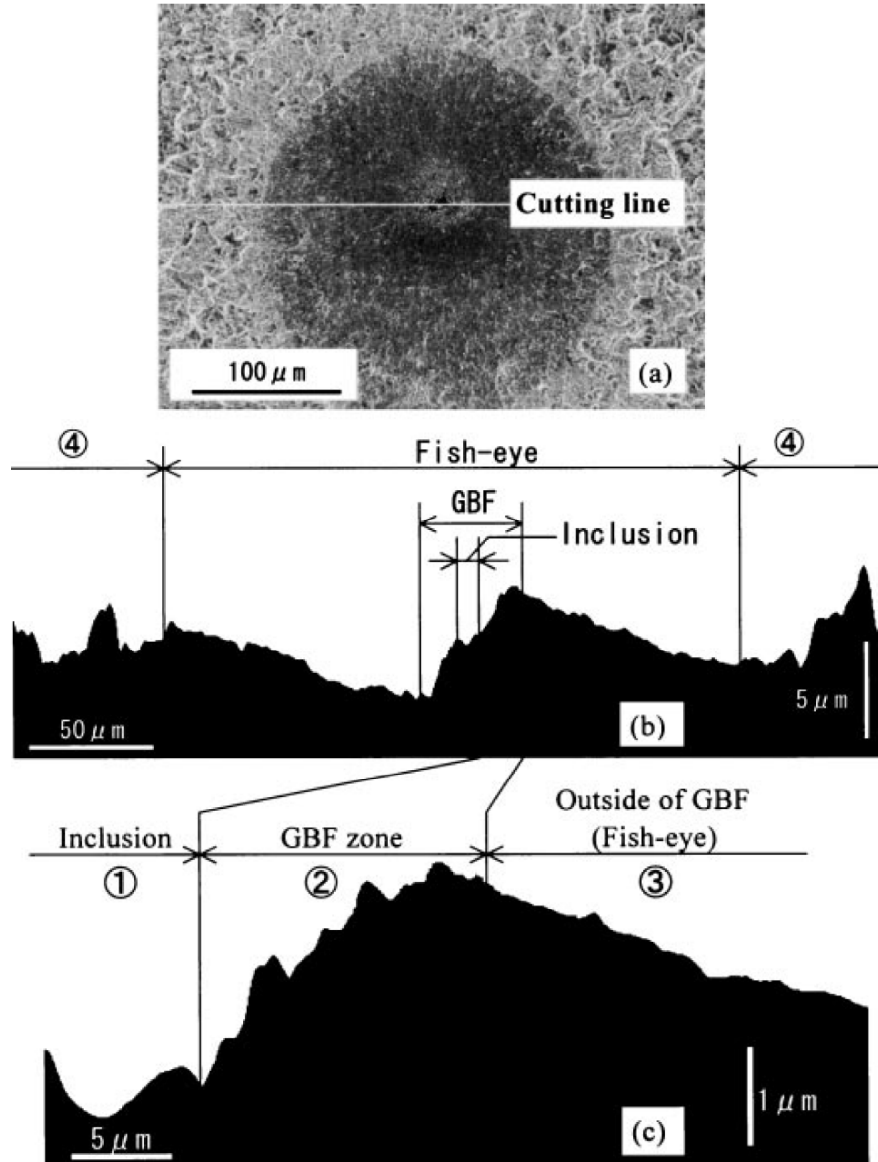 Cutting line
100 μm
(a)
④
Fish-eye
④
GBF
Inclusion
50 μm
(b)
5 μm
Inclusion
GBF zone
Outside of GBF
(Fish-eye)
①
②
③
5 μm
(c)
1 μm